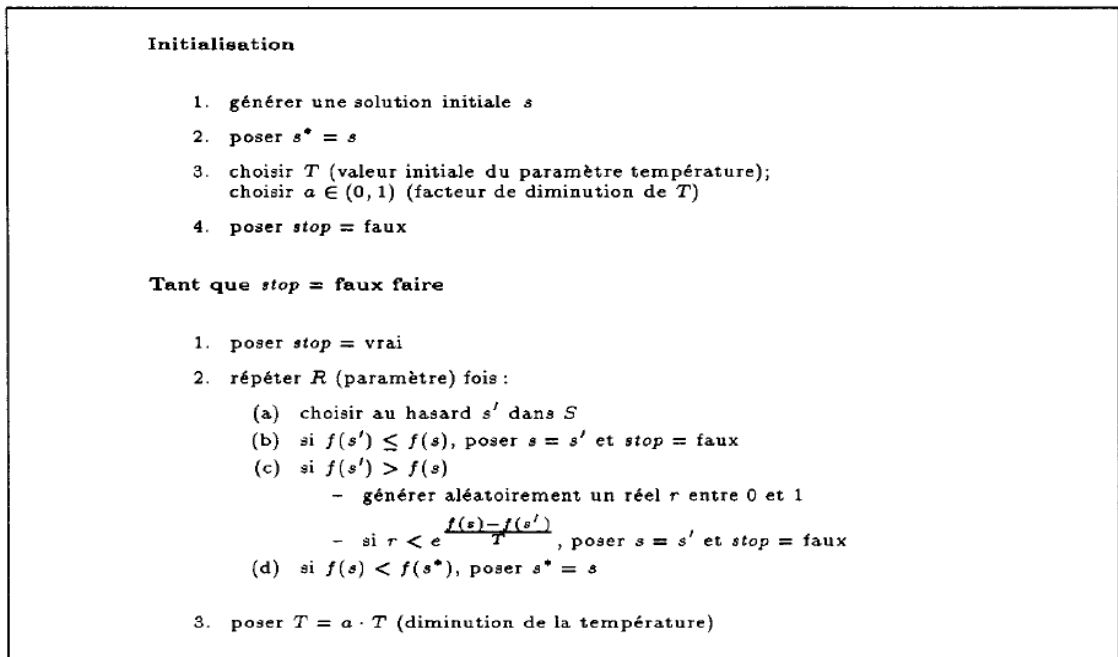 Initialisation
1. générer une solution initiale s
2. poser s* = s
3. choisir T (valeur initiale du paramètre température);
choisir a ∈ (0, 1) (facteur de diminution de T)
4. poser stop = faux
Tant que stop = faux faire
1. poser stop = vrai
2. répéter R (paramètre) fois :
(a) choisir au hasard s′ dans S
(b) si f(s′) ≤ f(s), poser s = s′ et stop = faux
(c) si f(s′) > f(s)
– générer aléatoirement un réel r entre 0 et 1
– si r < e^{\frac{f(s)−f(s′)}{T}}, poser s = s′ et stop = faux
(d) si f(s) < f(s*), poser s* = s
3. poser T = a · T (diminution de la température)